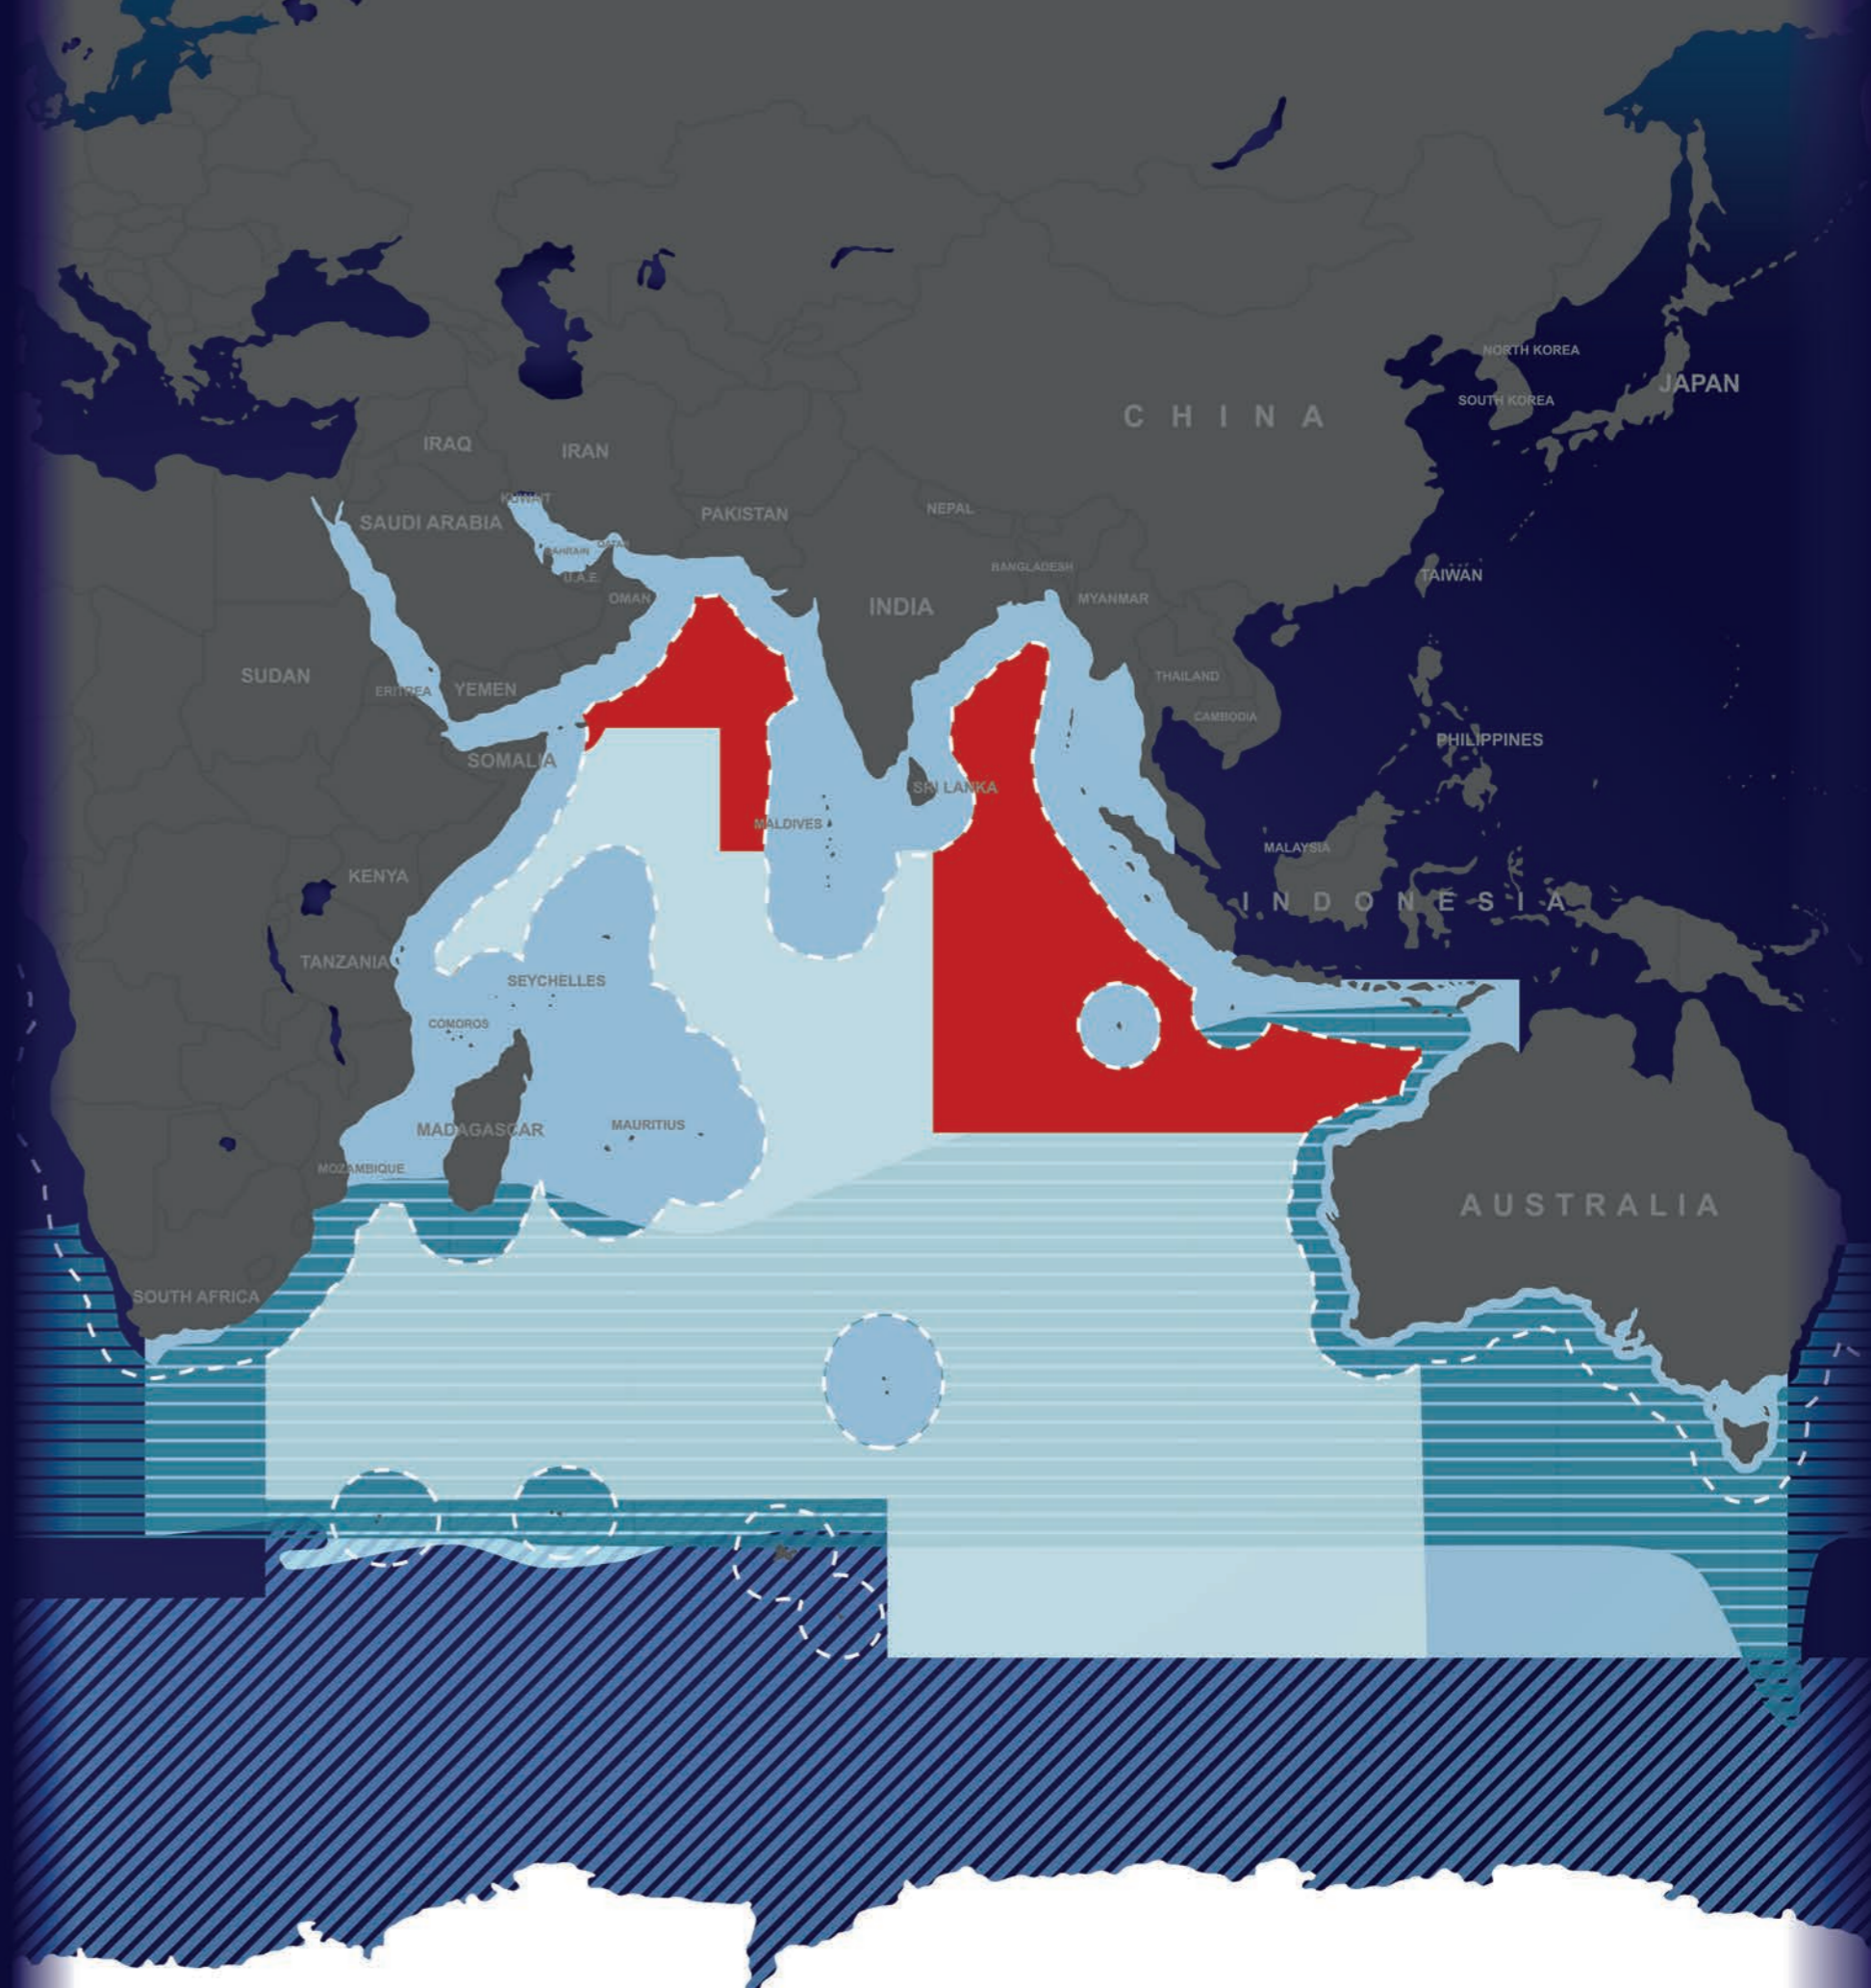 NORTH KOREA
JAPAN
SOUTH KOREA
CHINA
IRAQ
IRAN
KUWAIT
PAKISTAN
NEPAL
SAUDI ARABIA
BAHRAIN
QATAR
U.A.E.
BANGLADESH
TAIWAN
OMAN
INDIA
MYANMAR
SUDAN
ERITREA
YEMEN
THAILAND
CAMBODIA
PHILIPPINES
SOMALIA
SRI LANKA
MALDIVES
MALAYSIA
KENYA
INDONESIA
TANZANIA
SEYCHELLES
COMOROS
MADAGASCAR
MAURITIUS
MOZAMBIQUE
AUSTRALIA
SOUTH AFRICA